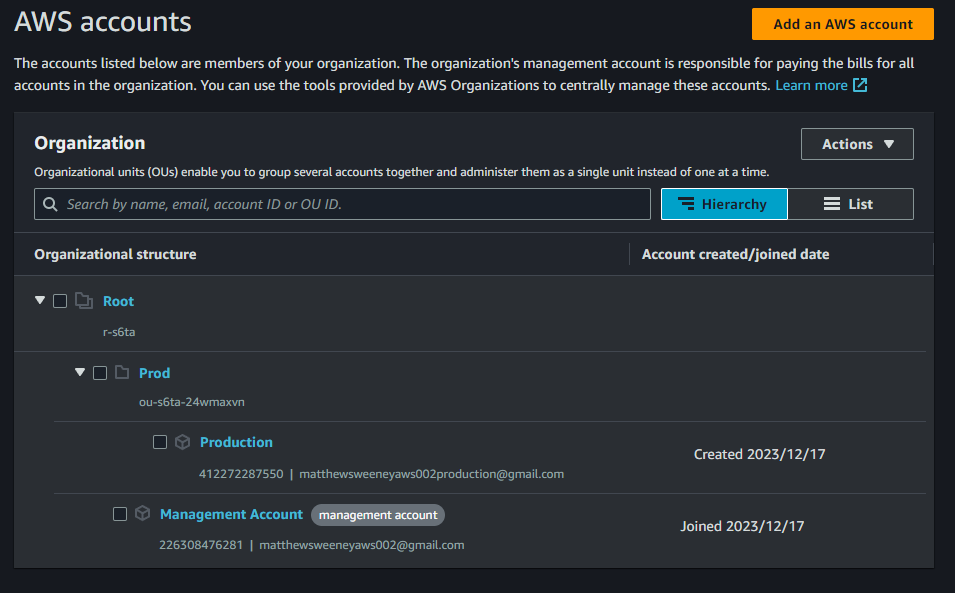 AWS accounts
Add an AWS account
The accounts listed below are members of your organization. The organization's management account is responsible for paying the bills for all
accounts in the organization. You can use the tools provided by AWS Organizations to centrally manage these accounts. Learn more
Organization
Actions
Organizational units (OUs) enable you to group several accounts together and administer them as a single unit instead of one at a time.
Search by name, email, account ID or OU ID.
Hierarchy
List
Organizational structure
Account created/joined date
Root
r-s6ta
Prod
ou-s6ta-24wmaxvn
Production
412272287550 | matthewsweeneyaws002production@gmail.com
Created 2023/12/17
Management Account management account
226308476281 | matthewsweeneyaws002@gmail.com
Joined 2023/12/17